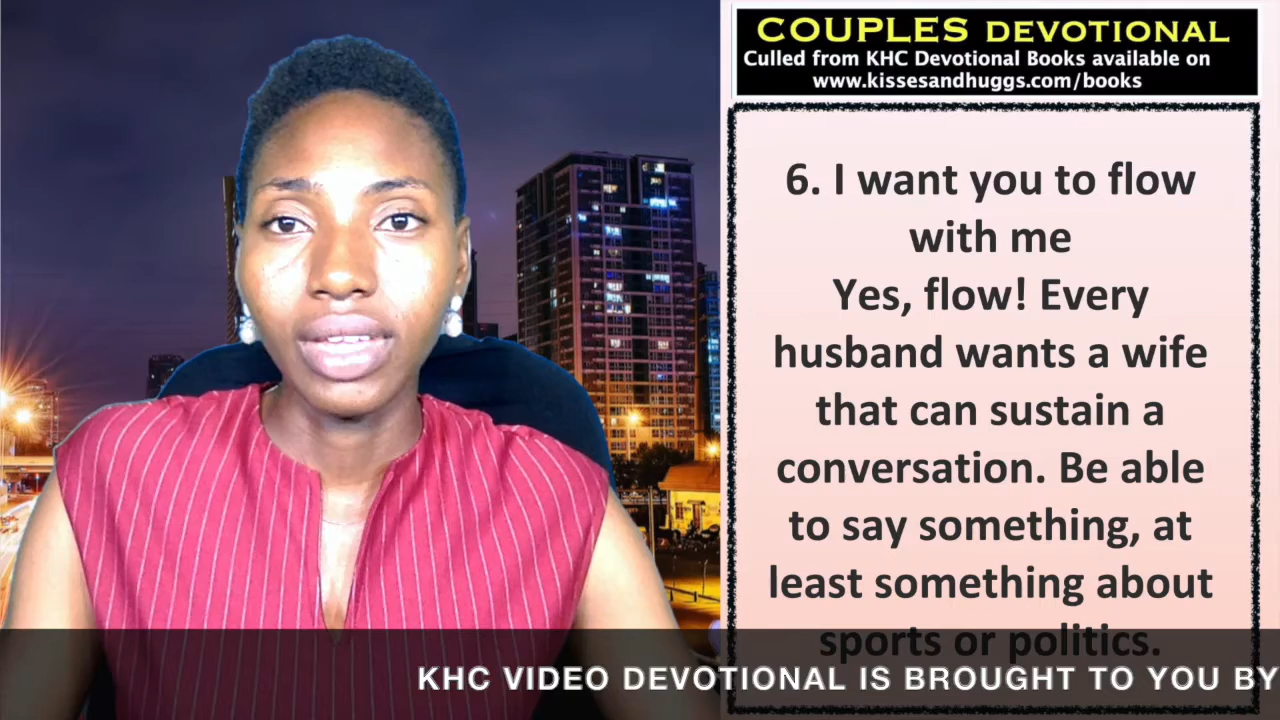 COUPLES DEVOTIONAL
Culled from KHC Devotional Books available on
www.kissesandhuggs.com/books
6. I want you to flow
with me
Yes, flow! Every
husband wants a wife
that can sustain a
conversation. Be able
to say something, at
least something about
sports or politics.
KHC VIDEO DEVOTIONAL IS BROUGHT TO YOU BY